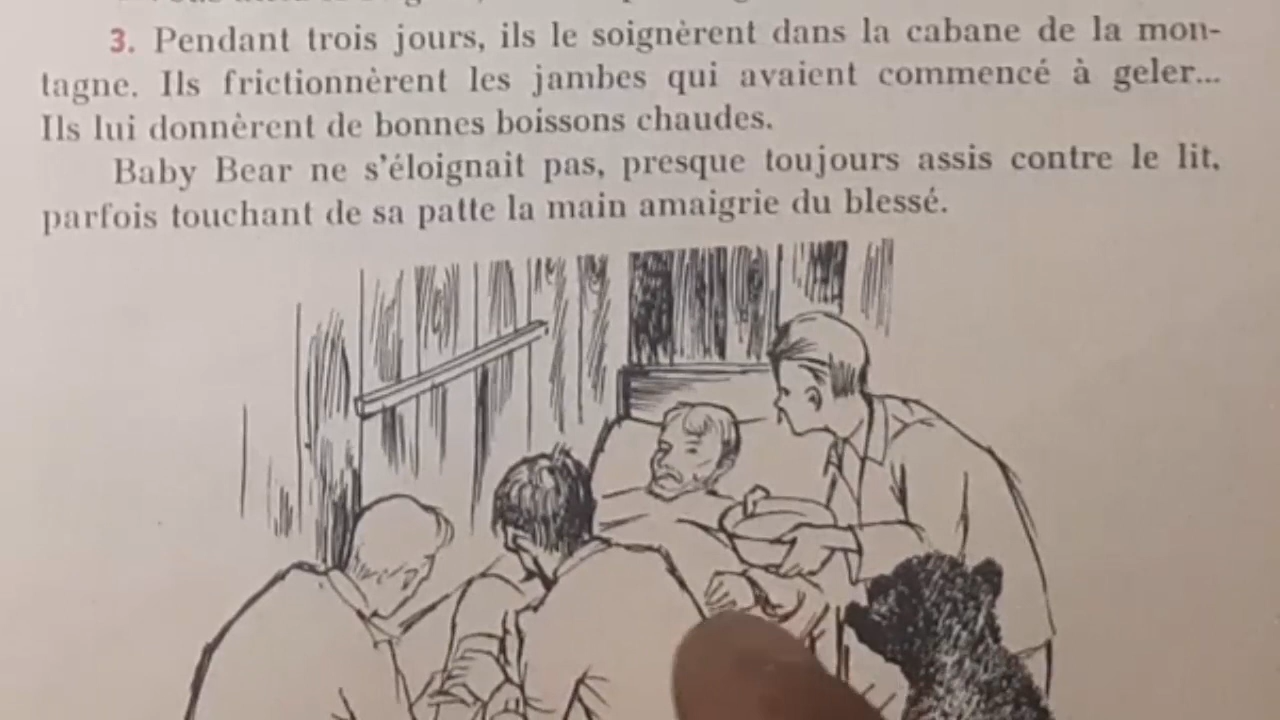 3. Pendant trois jours, ils le soignèrent dans la cabane de la mon-
tagne. Ils frictionnèrent les jambes qui avaient commencé à geler...
Ils lui donnèrent de bonnes boissons chaudes.
Baby Bear ne s'éloignait pas, presque toujours assis contre le lit,
parfois touchant de sa patte la main amaigrie du blessé.